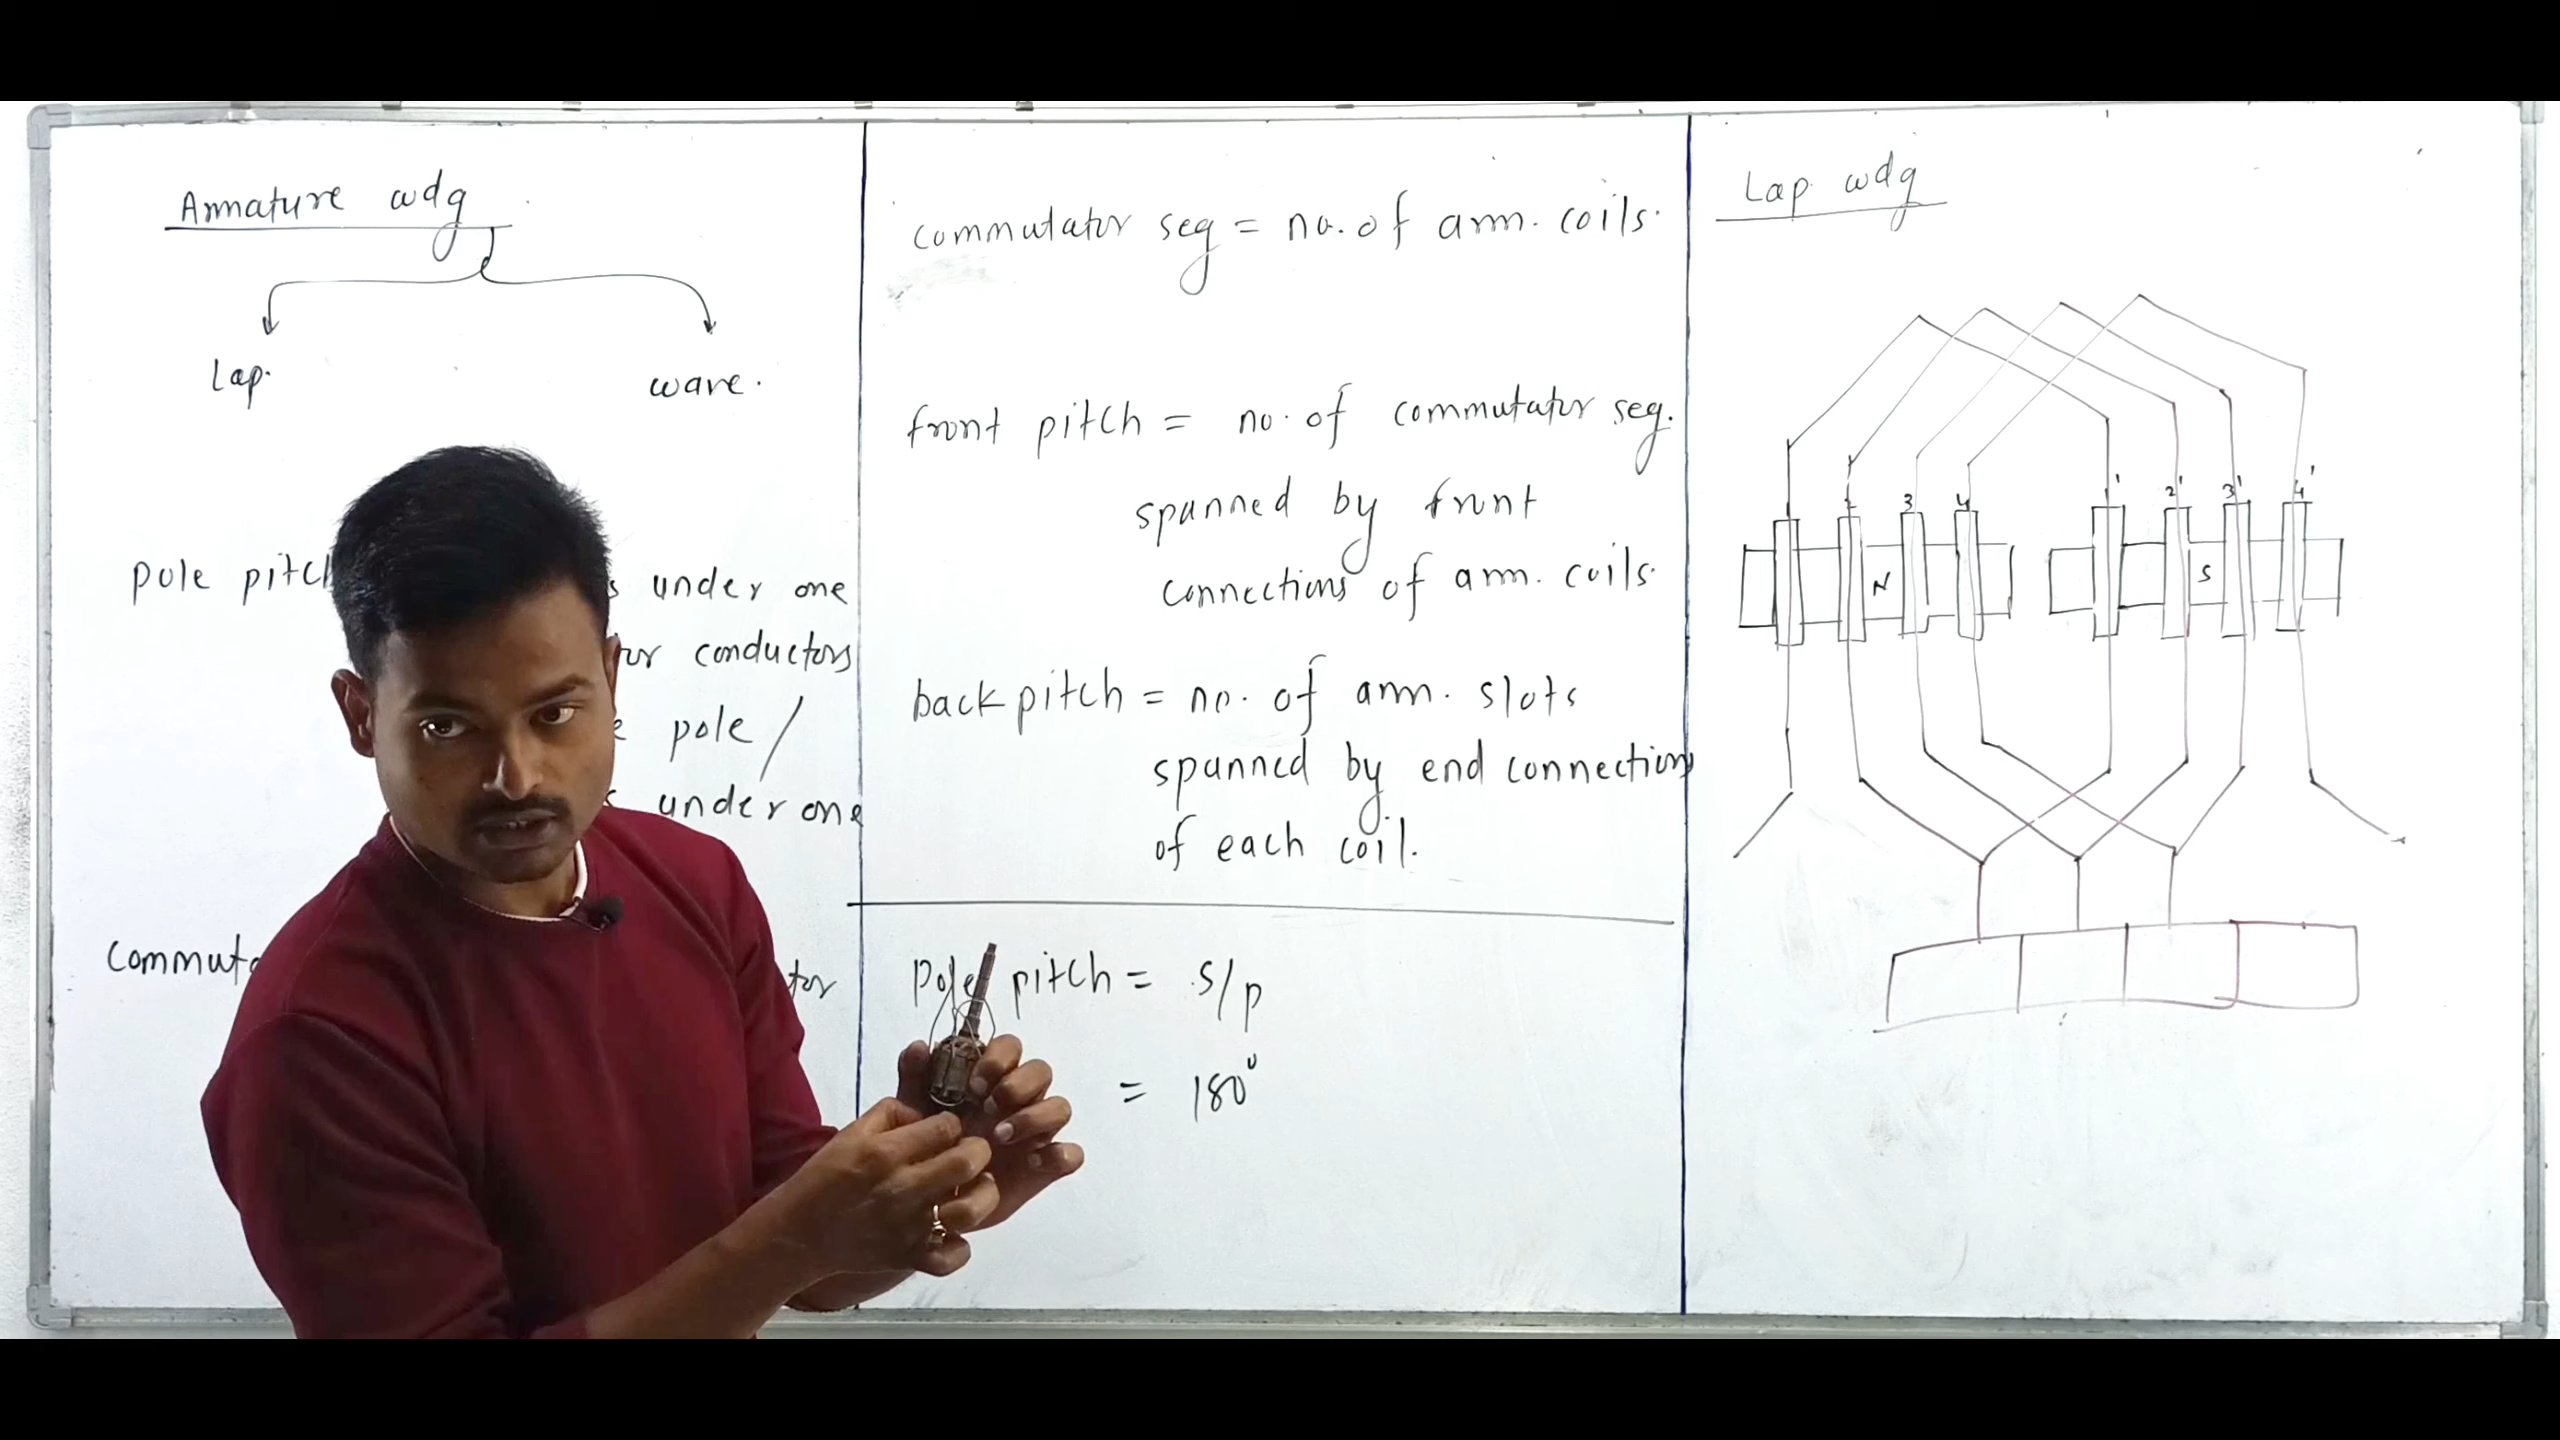 Armature wdg
Lap.
wave.
pole pitch
under one
conductors
pole /
under one
commutator seg = no. of arm. coils.
front pitch = no. of commutator seg.
spanned by front
connections of arm. coils.
back pitch = no. of arm. slots
spanned by end connections
of each coil.
pole pitch = s/p
= 180°
Lap wdg
2 3 4 1' 2' 3' 4'
N S